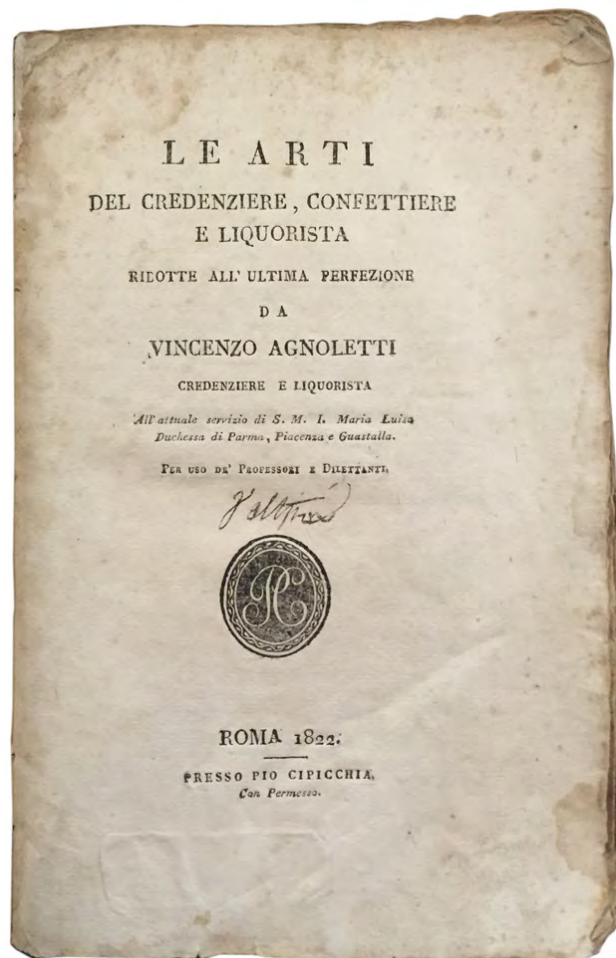 LE ARTI
DEL CREDENZIERE, CONFETTIERE
E LIQUORISTA
RIDOTTE ALL' ULTIMA PERFEZIONE
DA
VINCENZO AGNOLETTI
CREDENZIERE E LIQUORISTA
All' attuale servizio di S. M. I. Maria Luisa
Duchessa di Parma, Piacenza e Guastalla.
PER USO DE' PROFESSORI E DILETTANTI.
PC
ROMA 1822.
PRESSO PIO CIPICCHIA,
Con Permesso.